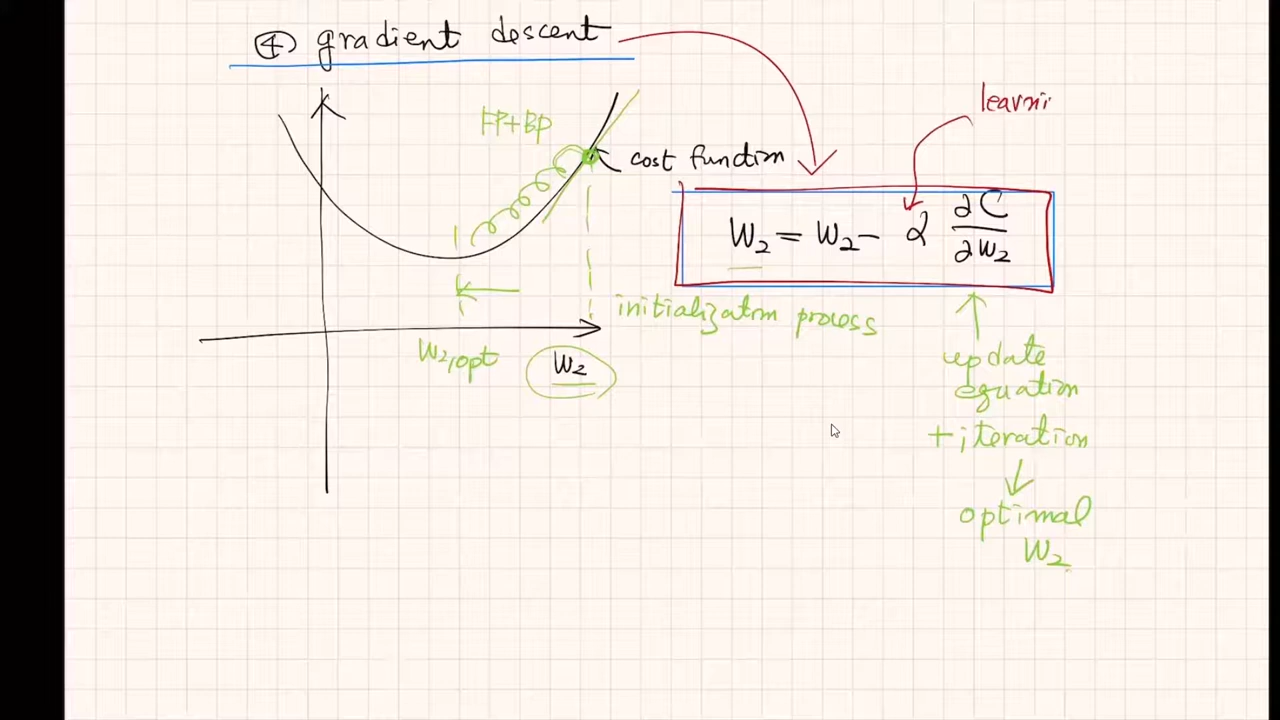 ④ gradient descent
learni
FP+BP
cost function
W₂ = W₂ - α ∂C/∂W₂
initialization process
W₂,opt
W₂
update
equation
+ iteration
optimal
W₂